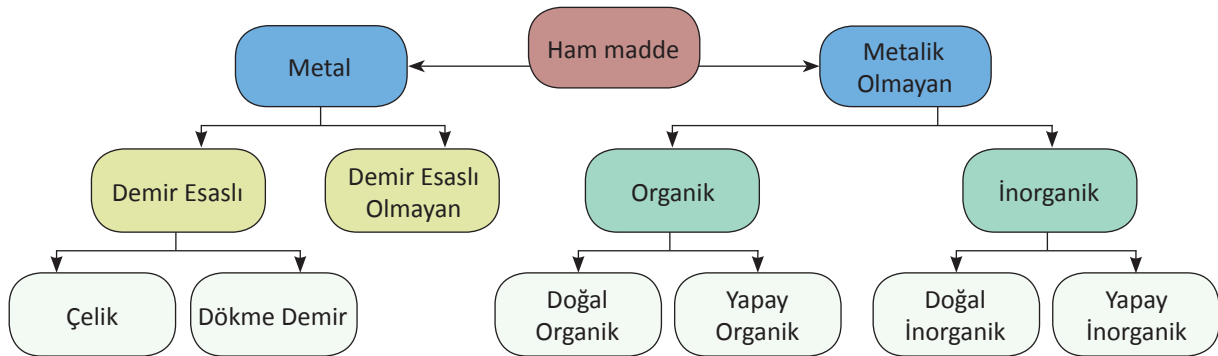 Ham madde
Metal
Metalik
Olmayan
Demir Esaslı
Demir Esaslı
Olmayan
Organik
İnorganik
Çelik
Dökme Demir
Doğal
Organik
Yapay
Organik
Doğal
İnorganik
Yapay
İnorganik